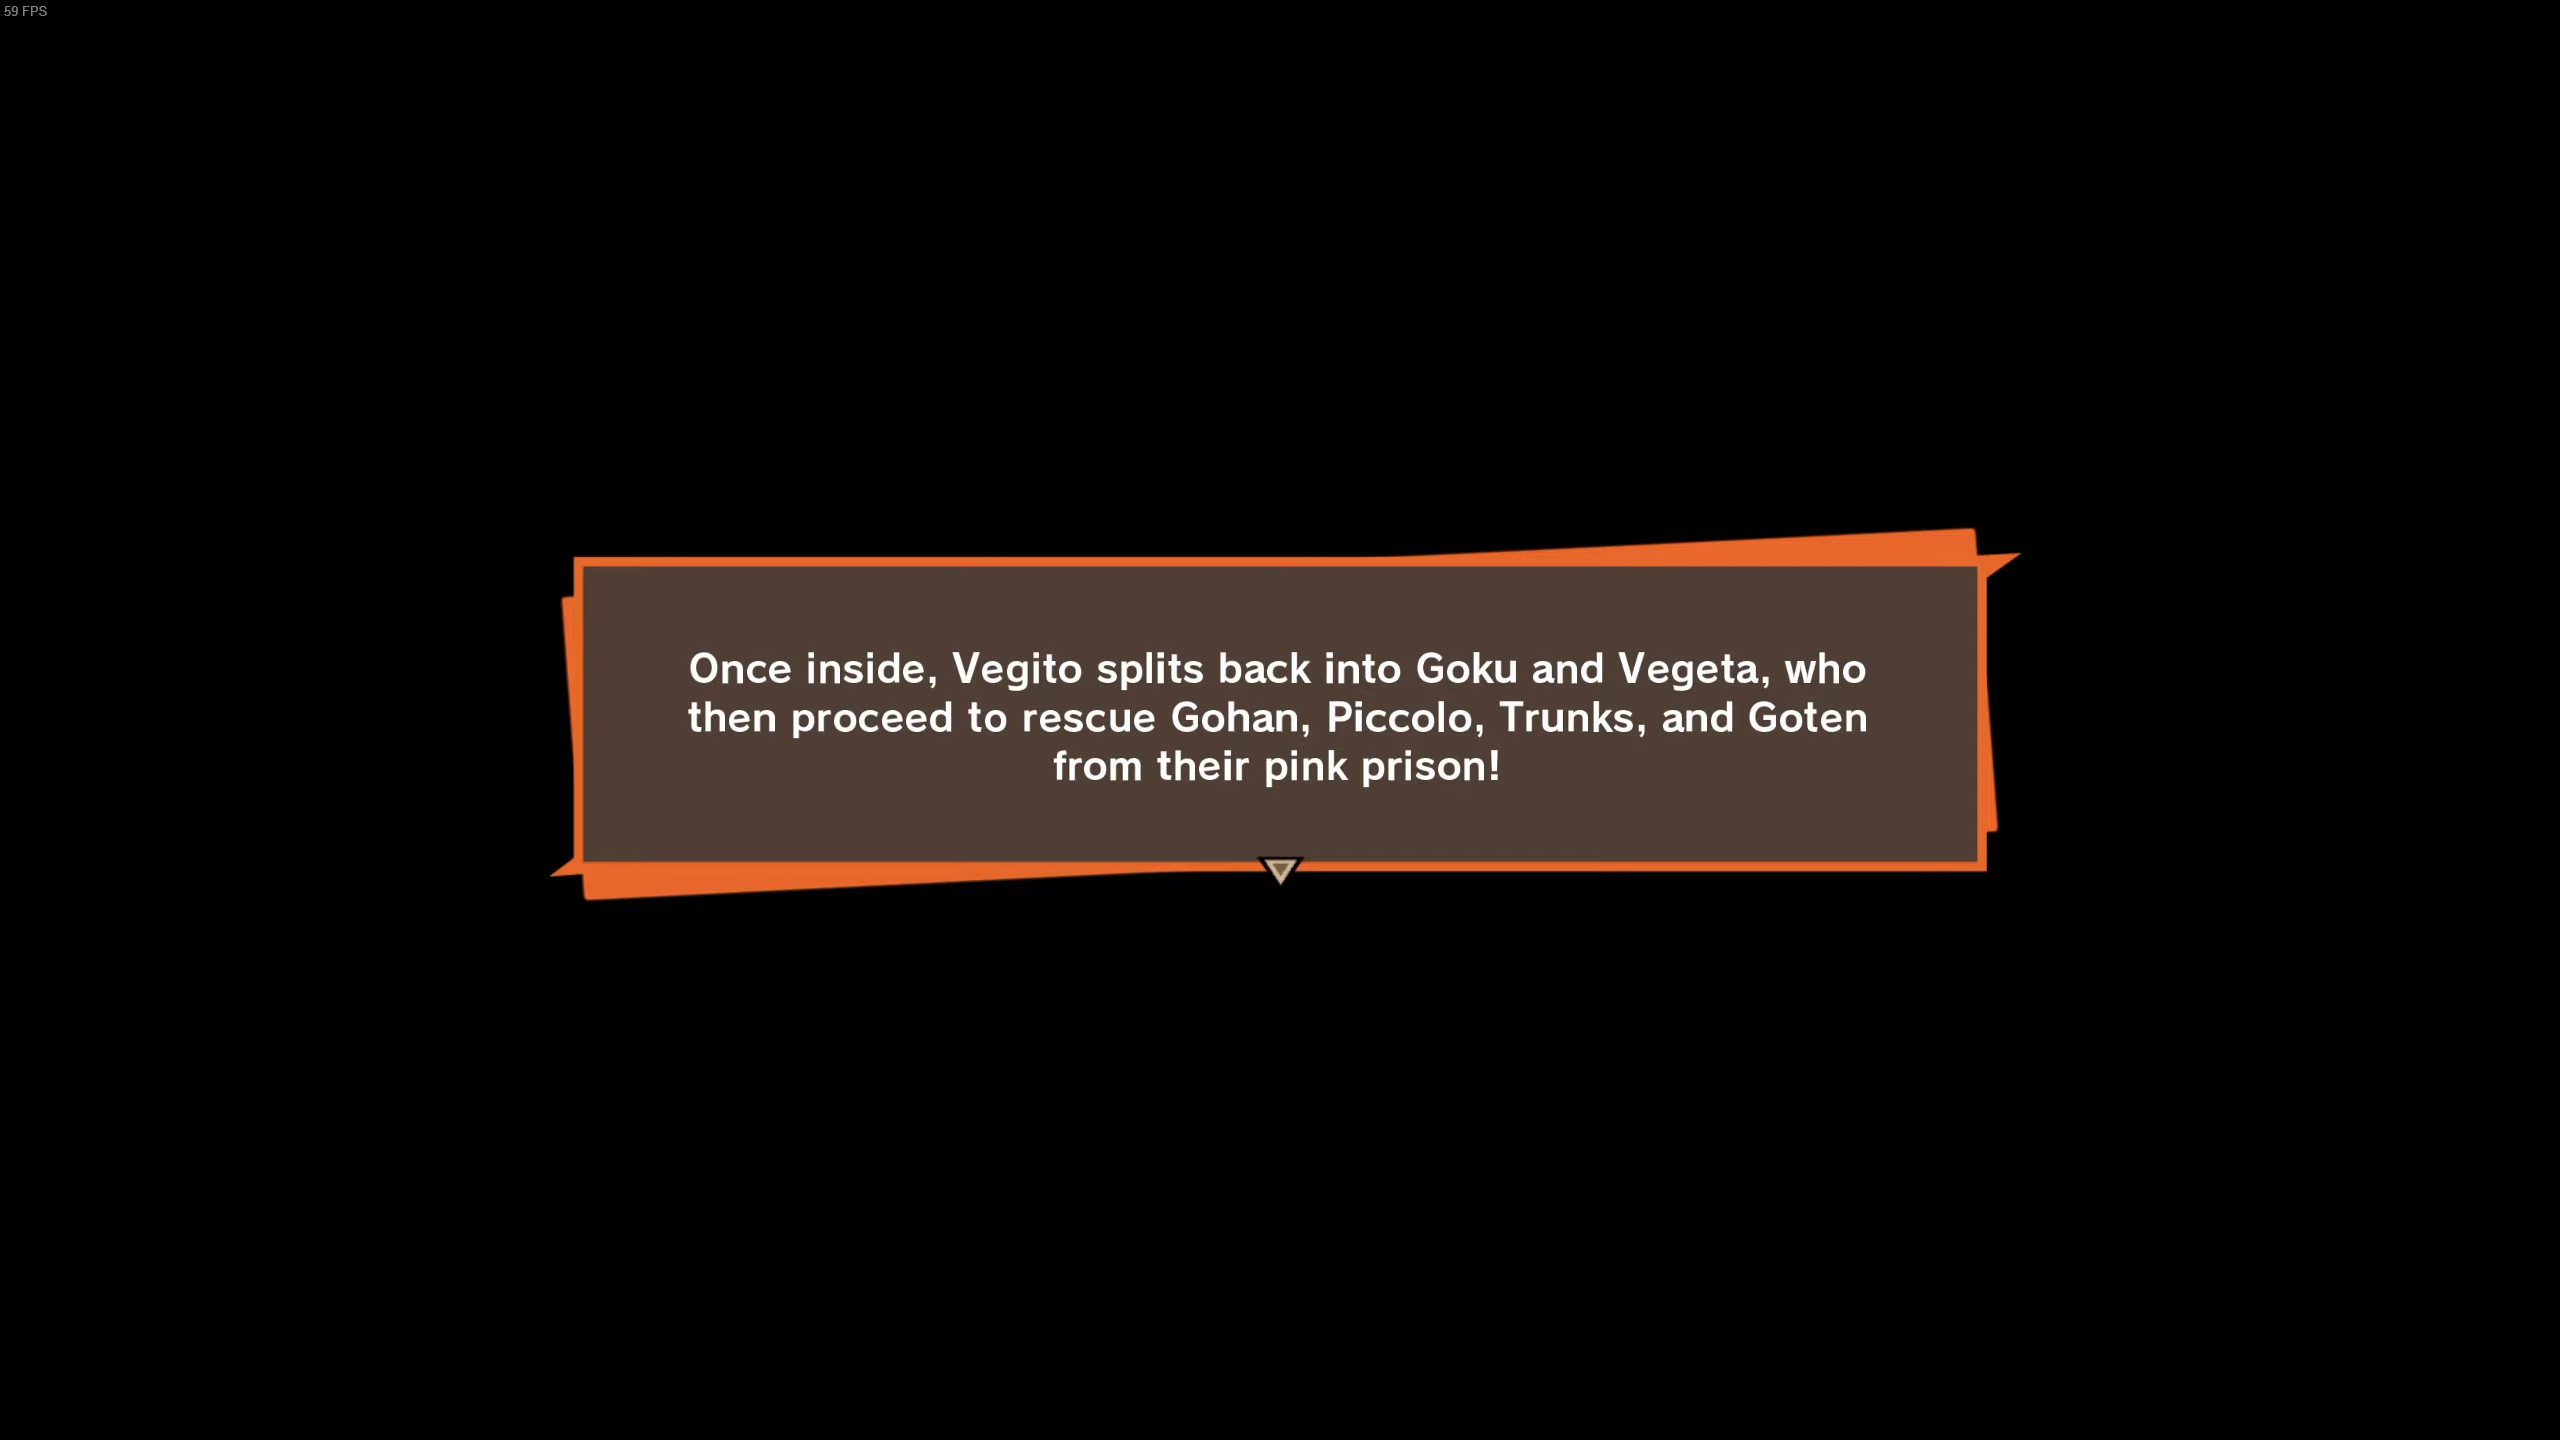 59 FPS
Once inside, Vegito splits back into Goku and Vegeta, who
then proceed to rescue Gohan, Piccolo, Trunks, and Goten
from their pink prison!